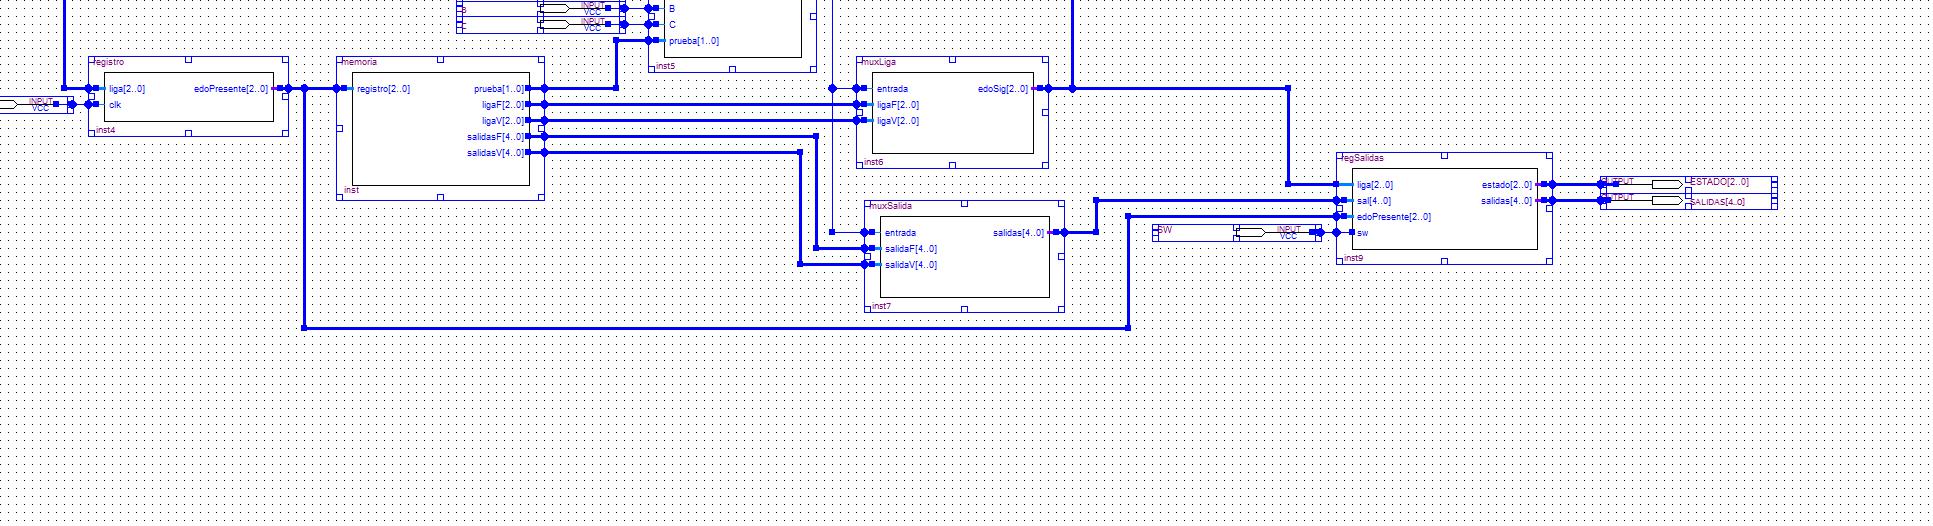 B
INPUT
VCC
B
INPUT
VCC
C
prueba[1..0]
inst5
registro
liga[2..0]
edoPresente[2..0]
INPUT
VCC
clk
inst4
memoria
registro[2..0]
prueba[1..0]
ligaF[2..0]
ligaV[2..0]
salidasF[4..0]
salidasV[4..0]
inst
muxLiga
entrada
edoSig[2..0]
ligaF[2..0]
ligaV[2..0]
inst6
muxSalida
entrada
salidas[4..0]
salidaF[4..0]
salidaV[4..0]
inst7
SW
INPUT
VCC
regSalidas
liga[2..0]
estado[2..0]
sal[4..0]
salidas[4..0]
edoPresente[2..0]
sw
inst9
OUTPUT
ESTADO[2..0]
OUTPUT
SALIDAS[4..0]